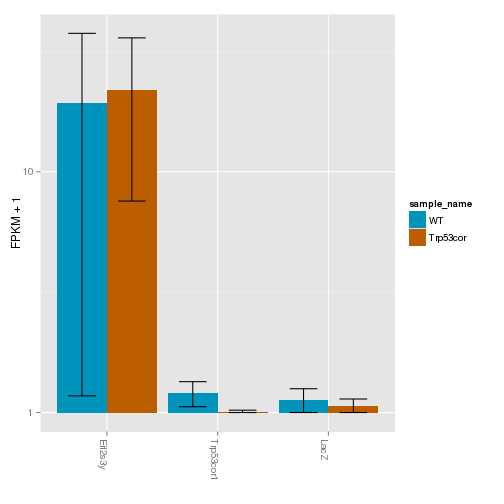 FPKM + 1
10
1
Eif2s3y
Trp53cor1
LacZ
sample_name
WT
Trp53cor